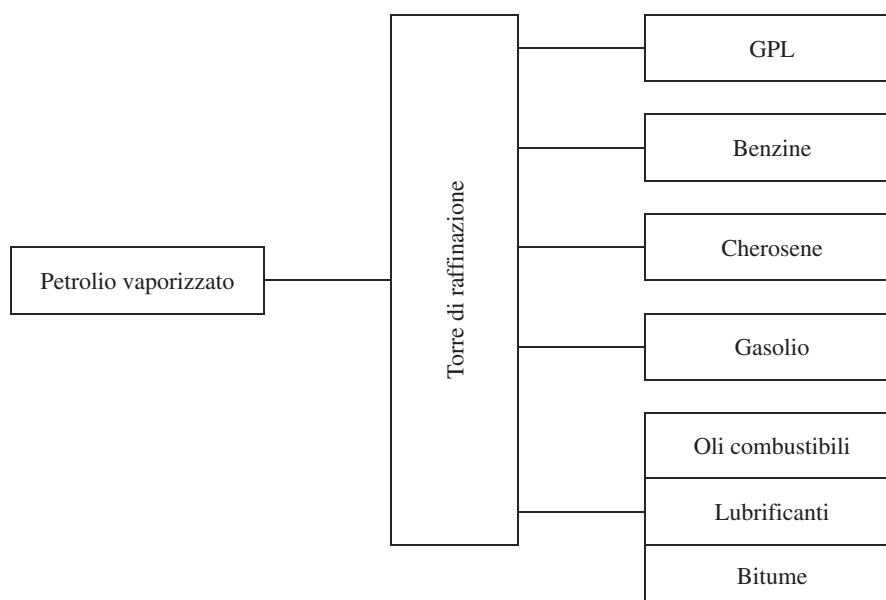 GPL
Benzine
Cherosene
Gasolio
Oli combustibili
Lubrificanti
Bitume
Torre di raffinazione
Petrolio vaporizzato